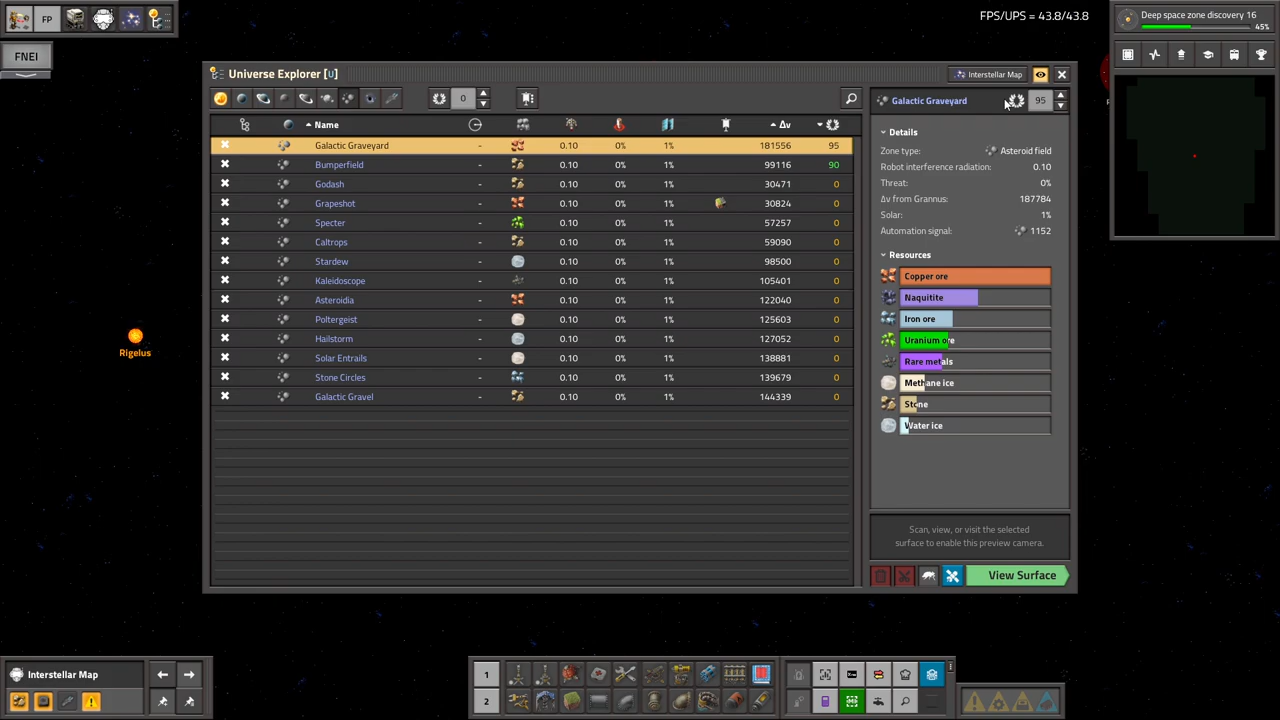 FP
FPS/UPS = 43.8/43.8
Deep space zone discovery 16
45%
FNEI
Universe Explorer [U]
Interstellar Map
0
Galactic Graveyard
95
Name
Δv
Galactic Graveyard - 0.10 0% 1% 181556 95
Bumperfield - 0.10 0% 1% 99116 90
Godash - 0.10 0% 1% 30471 0
Grapeshot - 0.10 0% 1% 30824 0
Specter - 0.10 0% 1% 57257 0
Caltrops - 0.10 0% 1% 59090 0
Stardew - 0.10 0% 1% 98500 0
Kaleidoscope - 0.10 0% 1% 105401 0
Asteroidia - 0.10 0% 1% 122040 0
Poltergeist - 0.10 0% 1% 125603 0
Hailstorm - 0.10 0% 1% 127052 0
Solar Entrails - 0.10 0% 1% 138881 0
Stone Circles - 0.10 0% 1% 139679 0
Galactic Gravel - 0.10 0% 1% 144339 0
Details
Zone type: Asteroid field
Robot interference radiation: 0.10
Threat: 0%
Δv from Grannus: 187784
Solar: 1%
Automation signal: 1152
Resources
Copper ore
Naquitite
Iron ore
Uranium ore
Rare metals
Methane ice
Stone
Water ice
Scan, view, or visit the selected
surface to enable this preview camera.
View Surface
Rigelus
Interstellar Map
1
2